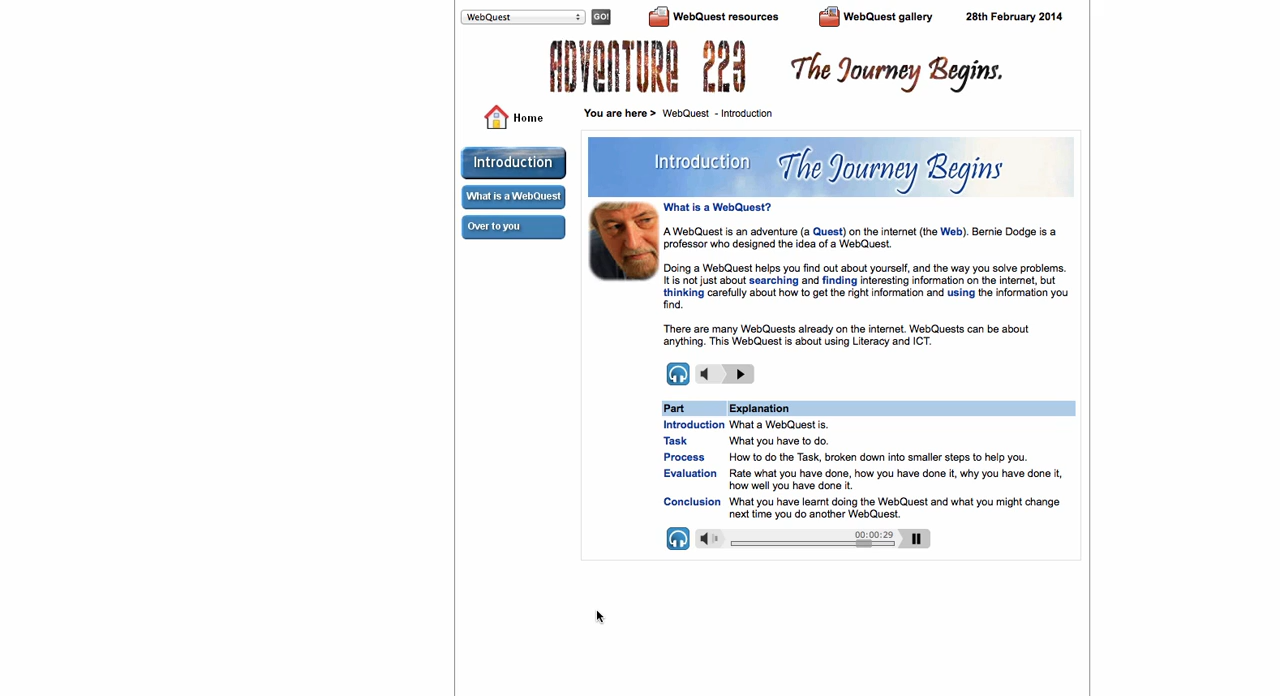 WebQuest GO! WebQuest resources WebQuest gallery 28th February 2014
ADVENTURE 223 The Journey Begins.
Home
You are here > WebQuest - Introduction
Introduction
What is a WebQuest
Over to you
Introduction The Journey Begins
What is a WebQuest?
A WebQuest is an adventure (a Quest) on the internet (the Web). Bernie Dodge is a
professor who designed the idea of a WebQuest.
Doing a WebQuest helps you find out about yourself, and the way you solve problems.
It is not just about searching and finding interesting information on the internet, but
thinking carefully about how to get the right information and using the information you
find.
There are many WebQuests already on the internet. WebQuests can be about
anything. This WebQuest is about using Literacy and ICT.
Part Explanation
Introduction What a WebQuest is.
Task What you have to do.
Process How to do the Task, broken down into smaller steps to help you.
Evaluation Rate what you have done, how you have done it, why you have done it,
how well you have done it.
Conclusion What you have learnt doing the WebQuest and what you might change
next time you do another WebQuest.
00:00:29